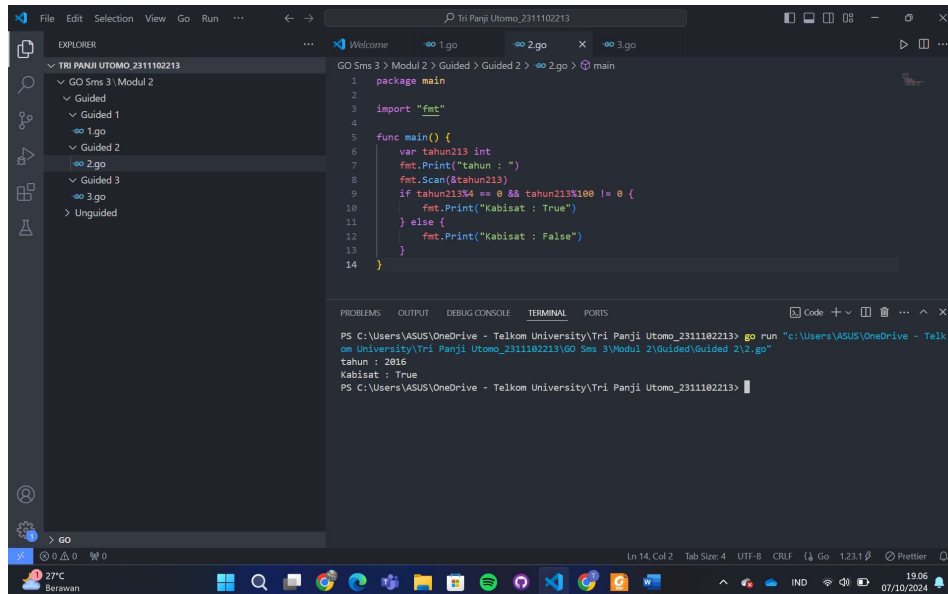 File Edit Selection View Go Run ··· ← → Tri Panji Utomo_2311102213
EXPLORER ···
TRI PANJI UTOMO_2311102213
GO Sms 3 \ Modul 2
Guided
Guided 1
1.go
Guided 2
2.go
Guided 3
3.go
Unguided
GO
Welcome 1.go 2.go × 3.go
GO Sms 3 > Modul 2 > Guided > Guided 2 > 2.go > main
1 package main
2
3 import "fmt"
4
5 func main() {
6 var tahun213 int
7 fmt.Print("tahun : ")
8 fmt.Scan(&tahun213)
9 if tahun213%4 == 0 && tahun213%100 != 0 {
10 fmt.Print("Kabisat : True")
11 } else {
12 fmt.Print("Kabisat : False")
13 }
14 }
PROBLEMS OUTPUT DEBUG CONSOLE TERMINAL PORTS Code
PS C:\Users\ASUS\OneDrive - Telkom University\Tri Panji Utomo_2311102213> go run "c:\Users\ASUS\OneDrive - Telk
om University\Tri Panji Utomo_2311102213\GO Sms 3\Modul 2\Guided\Guided 2\2.go"
tahun : 2016
Kabisat : True
PS C:\Users\ASUS\OneDrive - Telkom University\Tri Panji Utomo_2311102213>
0 0 0 Ln 14, Col 2 Tab Size: 4 UTF-8 CRLF Go 1.23.1 Prettier
1 27°C
Berawan
IND
19.06
07/10/2024